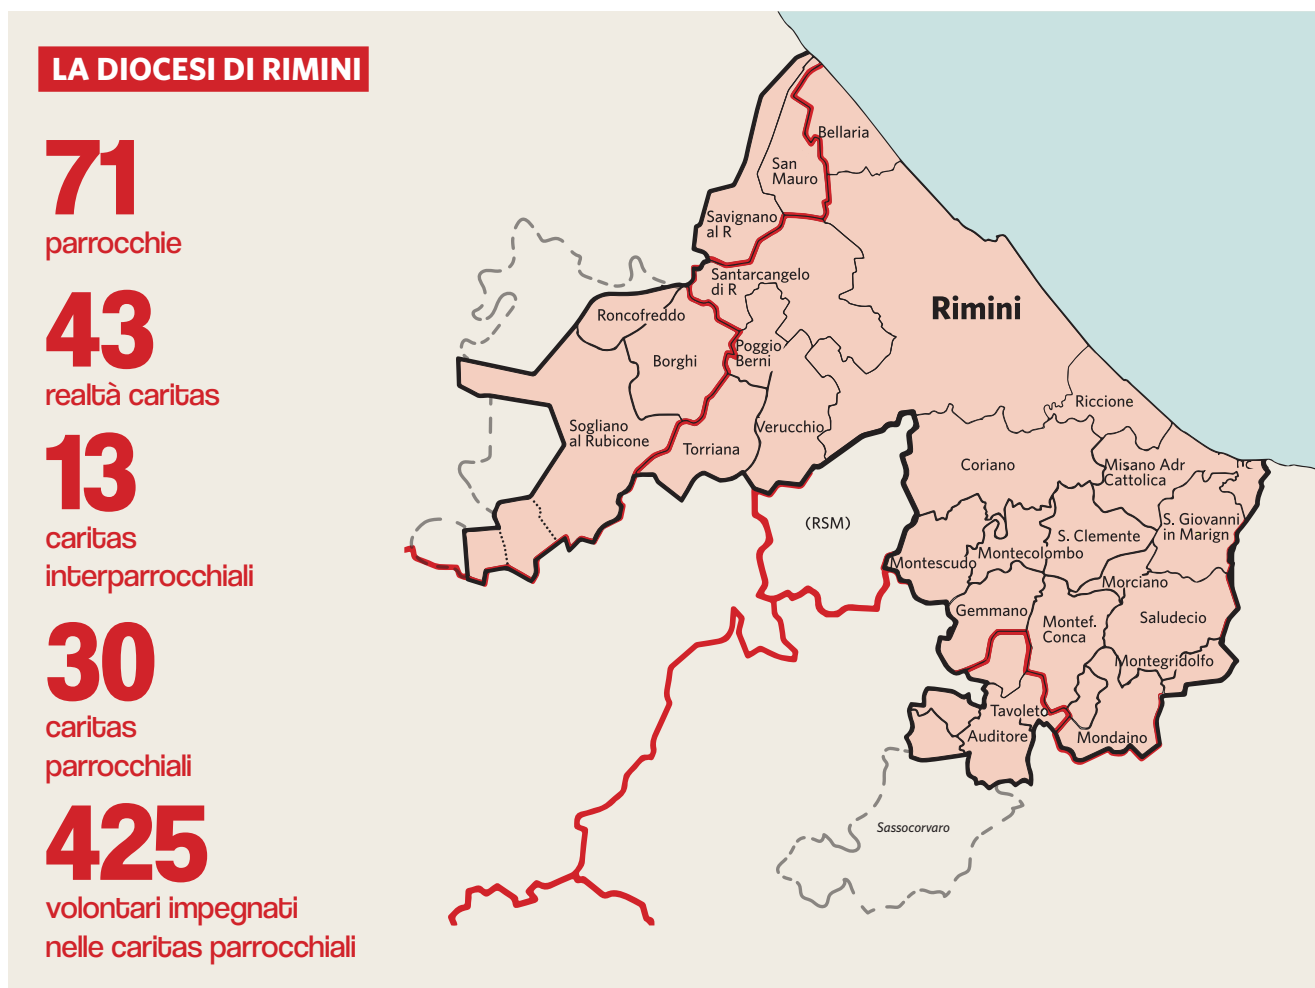 LA DIOCESI DI RIMINI
71
parrocchie
43
realtà caritas
13
caritas
interparrocchiali
30
caritas
parrocchiali
425
volontari impegnati
nelle caritas parrocchiali
Bellaria
San
Mauro
Savignano
al R
Santarcangelo
di R
Roncofreddo
Rimini
Poggio
Berni
Borghi
Riccione
Sogliano
al Rubicone
Verucchio
Torriana
Coriano
Misano Adr
Cattolica
(RSM)
S. Giovanni
in Marign
S. Clemente
Montecolombo
Montescudo
Morciano
Gemmano
Montef.
Conca
Saludecio
Montegridolfo
Tavoleto
Auditore
Mondaino
Sassocorvaro